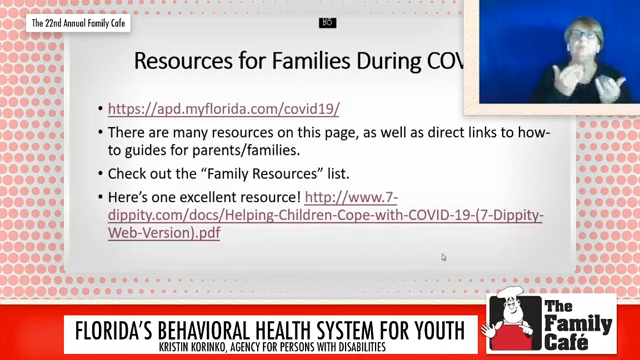 The 22nd Annual Family Cafe
Resources for Families During COV
• https://apd.myflorida.com/covid19/
• There are many resources on this page, as well as direct links to how-
to guides for parents/families.
• Check out the “Family Resources” list.
• Here’s one excellent resource! http://www.7-
dippity.com/docs/Helping-Children-Cope-with-COVID-19-(7-Dippity-
Web-Version).pdf
FLORIDA’S BEHAVIORAL HEALTH SYSTEM FOR YOUTH
KRISTIN KORINKO, AGENCY FOR PERSONS WITH DISABILITIES
The
Family
Café